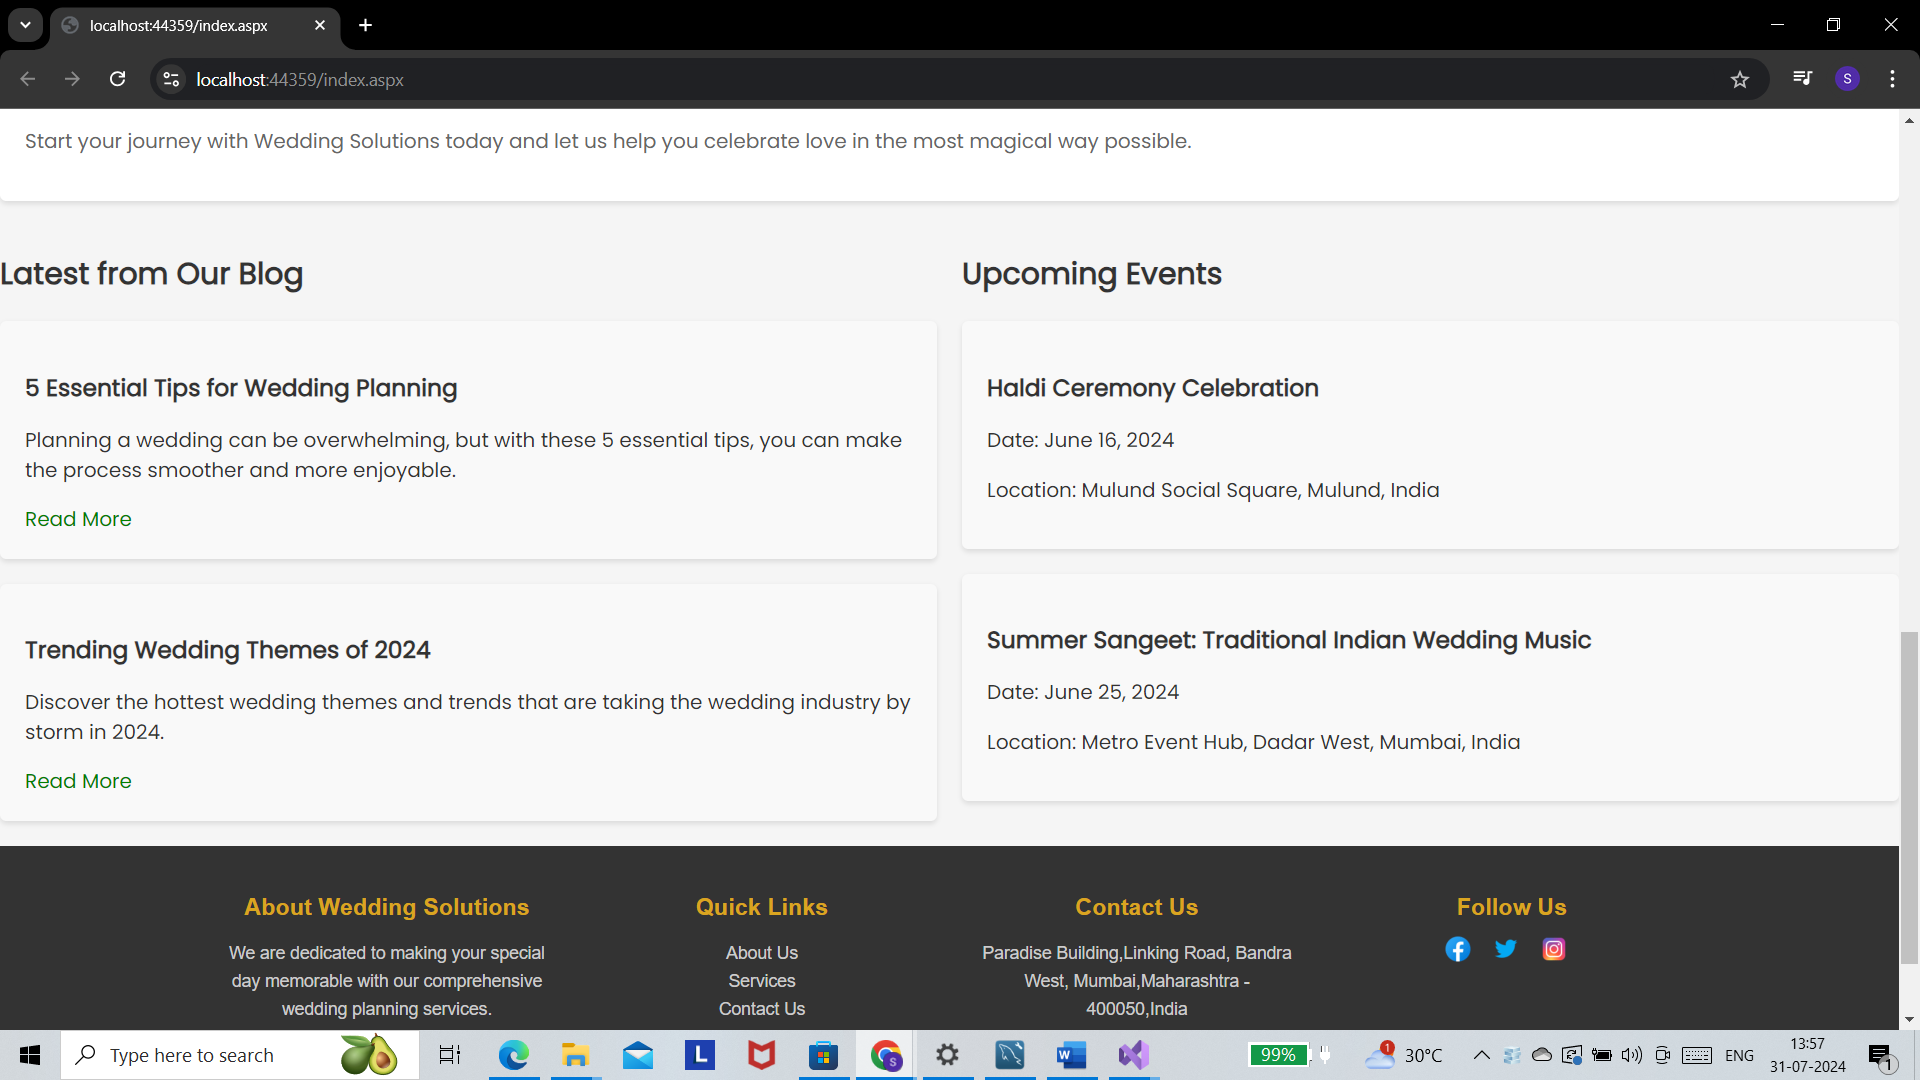 localhost:44359/index.aspx
localhost:44359/index.aspx
S
Start your journey with Wedding Solutions today and let us help you celebrate love in the most magical way possible.
Latest from Our Blog
5 Essential Tips for Wedding Planning
Planning a wedding can be overwhelming, but with these 5 essential tips, you can make
the process smoother and more enjoyable.
Read More
Trending Wedding Themes of 2024
Discover the hottest wedding themes and trends that are taking the wedding industry by
storm in 2024.
Read More
Upcoming Events
Haldi Ceremony Celebration
Date: June 16, 2024
Location: Mulund Social Square, Mulund, India
Summer Sangeet: Traditional Indian Wedding Music
Date: June 25, 2024
Location: Metro Event Hub, Dadar West, Mumbai, India
About Wedding Solutions
We are dedicated to making your special
day memorable with our comprehensive
wedding planning services.
Quick Links
About Us
Services
Contact Us
Contact Us
Paradise Building,Linking Road, Bandra
West, Mumbai,Maharashtra -
400050,India
Follow Us
Type here to search
L
S
W
99%
1
30°C
ENG
13:57
31-07-2024
1